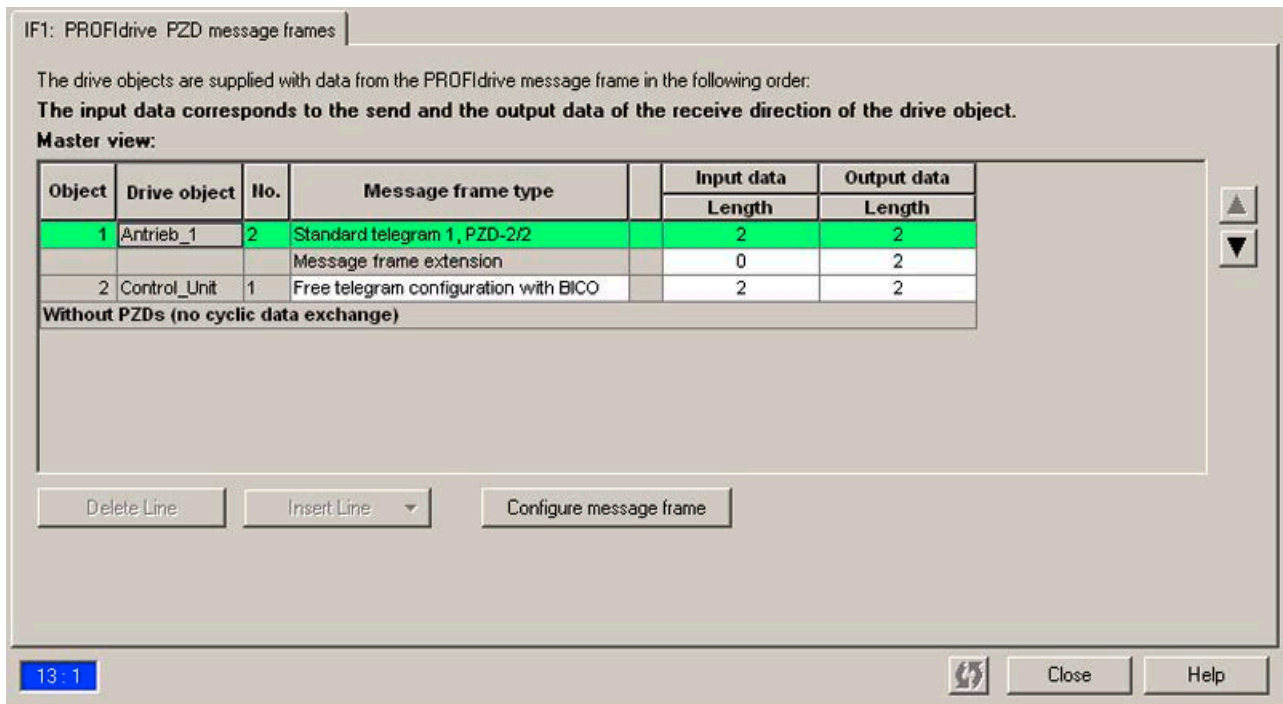 IF1: PROFIdrive PZD message frames
The drive objects are supplied with data from the PROFIdrive message frame in the following order:
The input data corresponds to the send and the output data of the receive direction of the drive object.
Master view:
Object Drive object No. Message frame type Input data Output data
Length Length
1 Antrieb_1 2 Standard telegram 1, PZD-2/2 2 2
Message frame extension 0 2
2 Control_Unit 1 Free telegram configuration with BICO 2 2
Without PZDs (no cyclic data exchange)
Delete Line Insert Line Configure message frame
13:1 Close Help